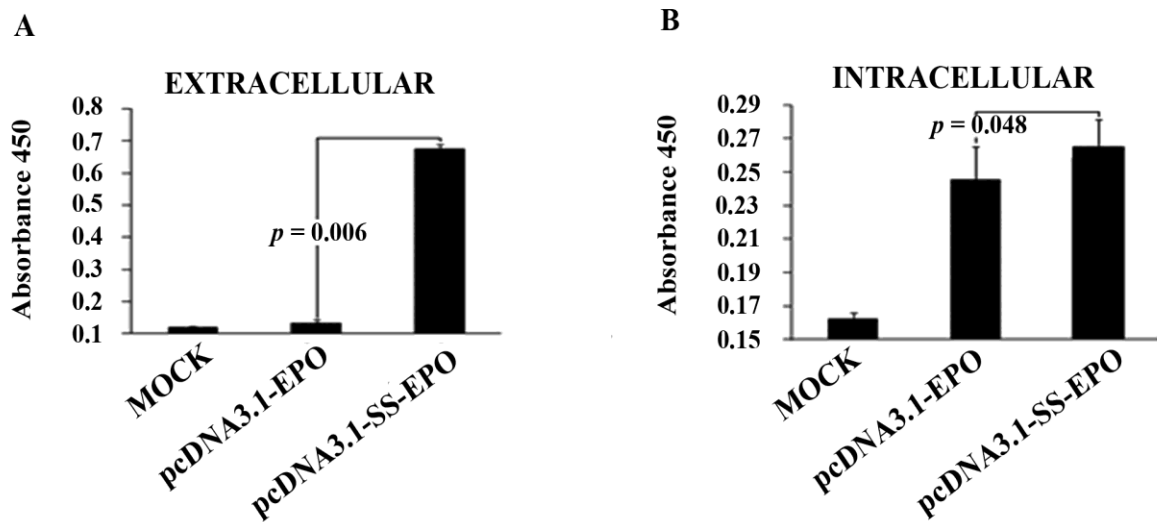 A
EXTRACELLULAR
Absorbance 450
0.8
0.7
0.6
0.5
0.4
0.3
0.2
0.1
p = 0.006
MOCK
pcDNA3.1-EPO
pcDNA3.1-SS-EPO
B
INTRACELLULAR
Absorbance 450
0.29
0.27
0.25
0.23
0.21
0.19
0.17
0.15
p = 0.048
MOCK
pcDNA3.1-EPO
pcDNA3.1-SS-EPO